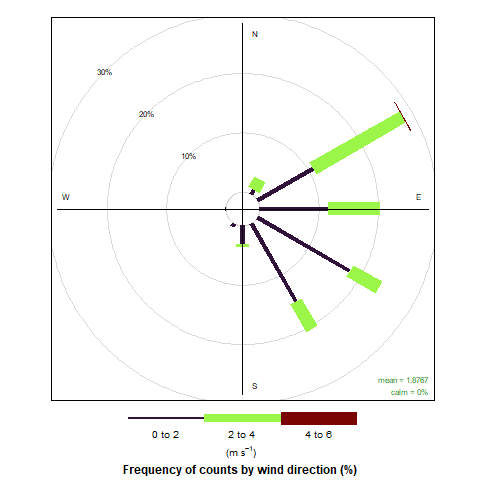 N
30%
20%
10%
W
E
S
mean = 1.8767
calm = 0%
0 to 2
2 to 4
4 to 6
(m s⁻¹)
Frequency of counts by wind direction (%)